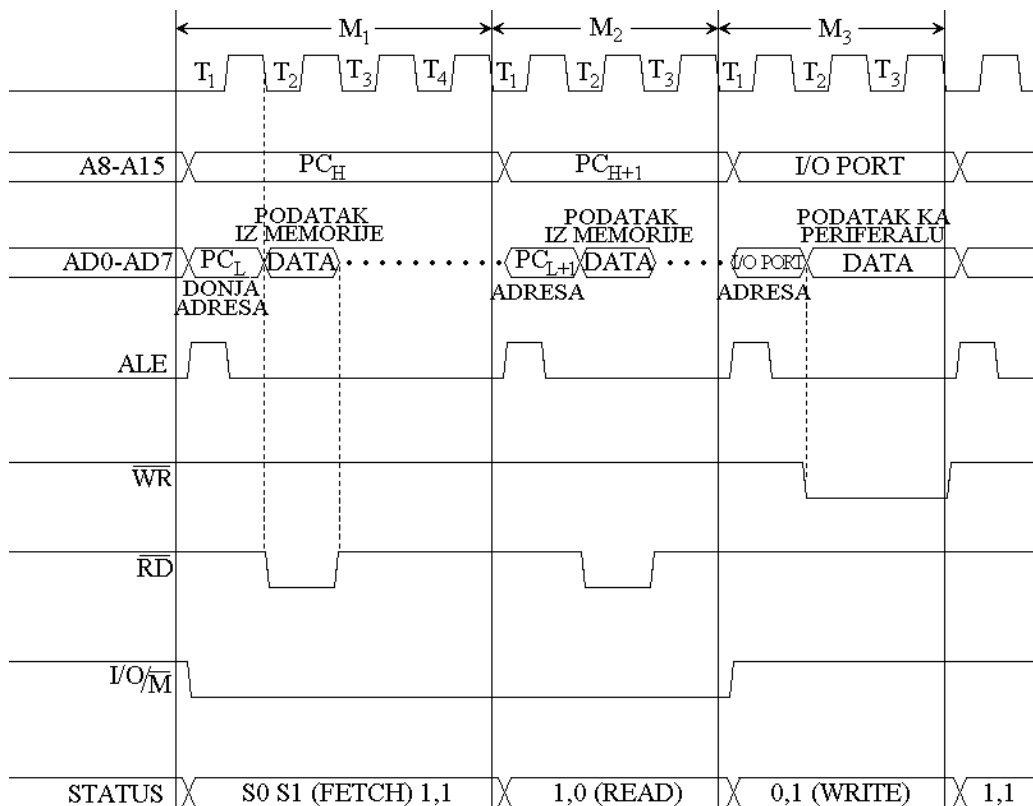 M1 M2 M3
T1 T2 T3 T4 T1 T2 T3 T1 T2 T3
A8-A15 PCH PCH+1 I/O PORT
PODATAK IZ MEMORIJE
PODATAK IZ MEMORIJE
PODATAK KA PERIFERALU
AD0-AD7 PCL DATA PCL+1 DATA I/O PORT DATA
DONJA ADRESA
ADRESA
ADRESA
ALE
WR
RD
I/O/M
STATUS S0 S1 (FETCH) 1,1 1,0 (READ) 0,1 (WRITE) 1,1